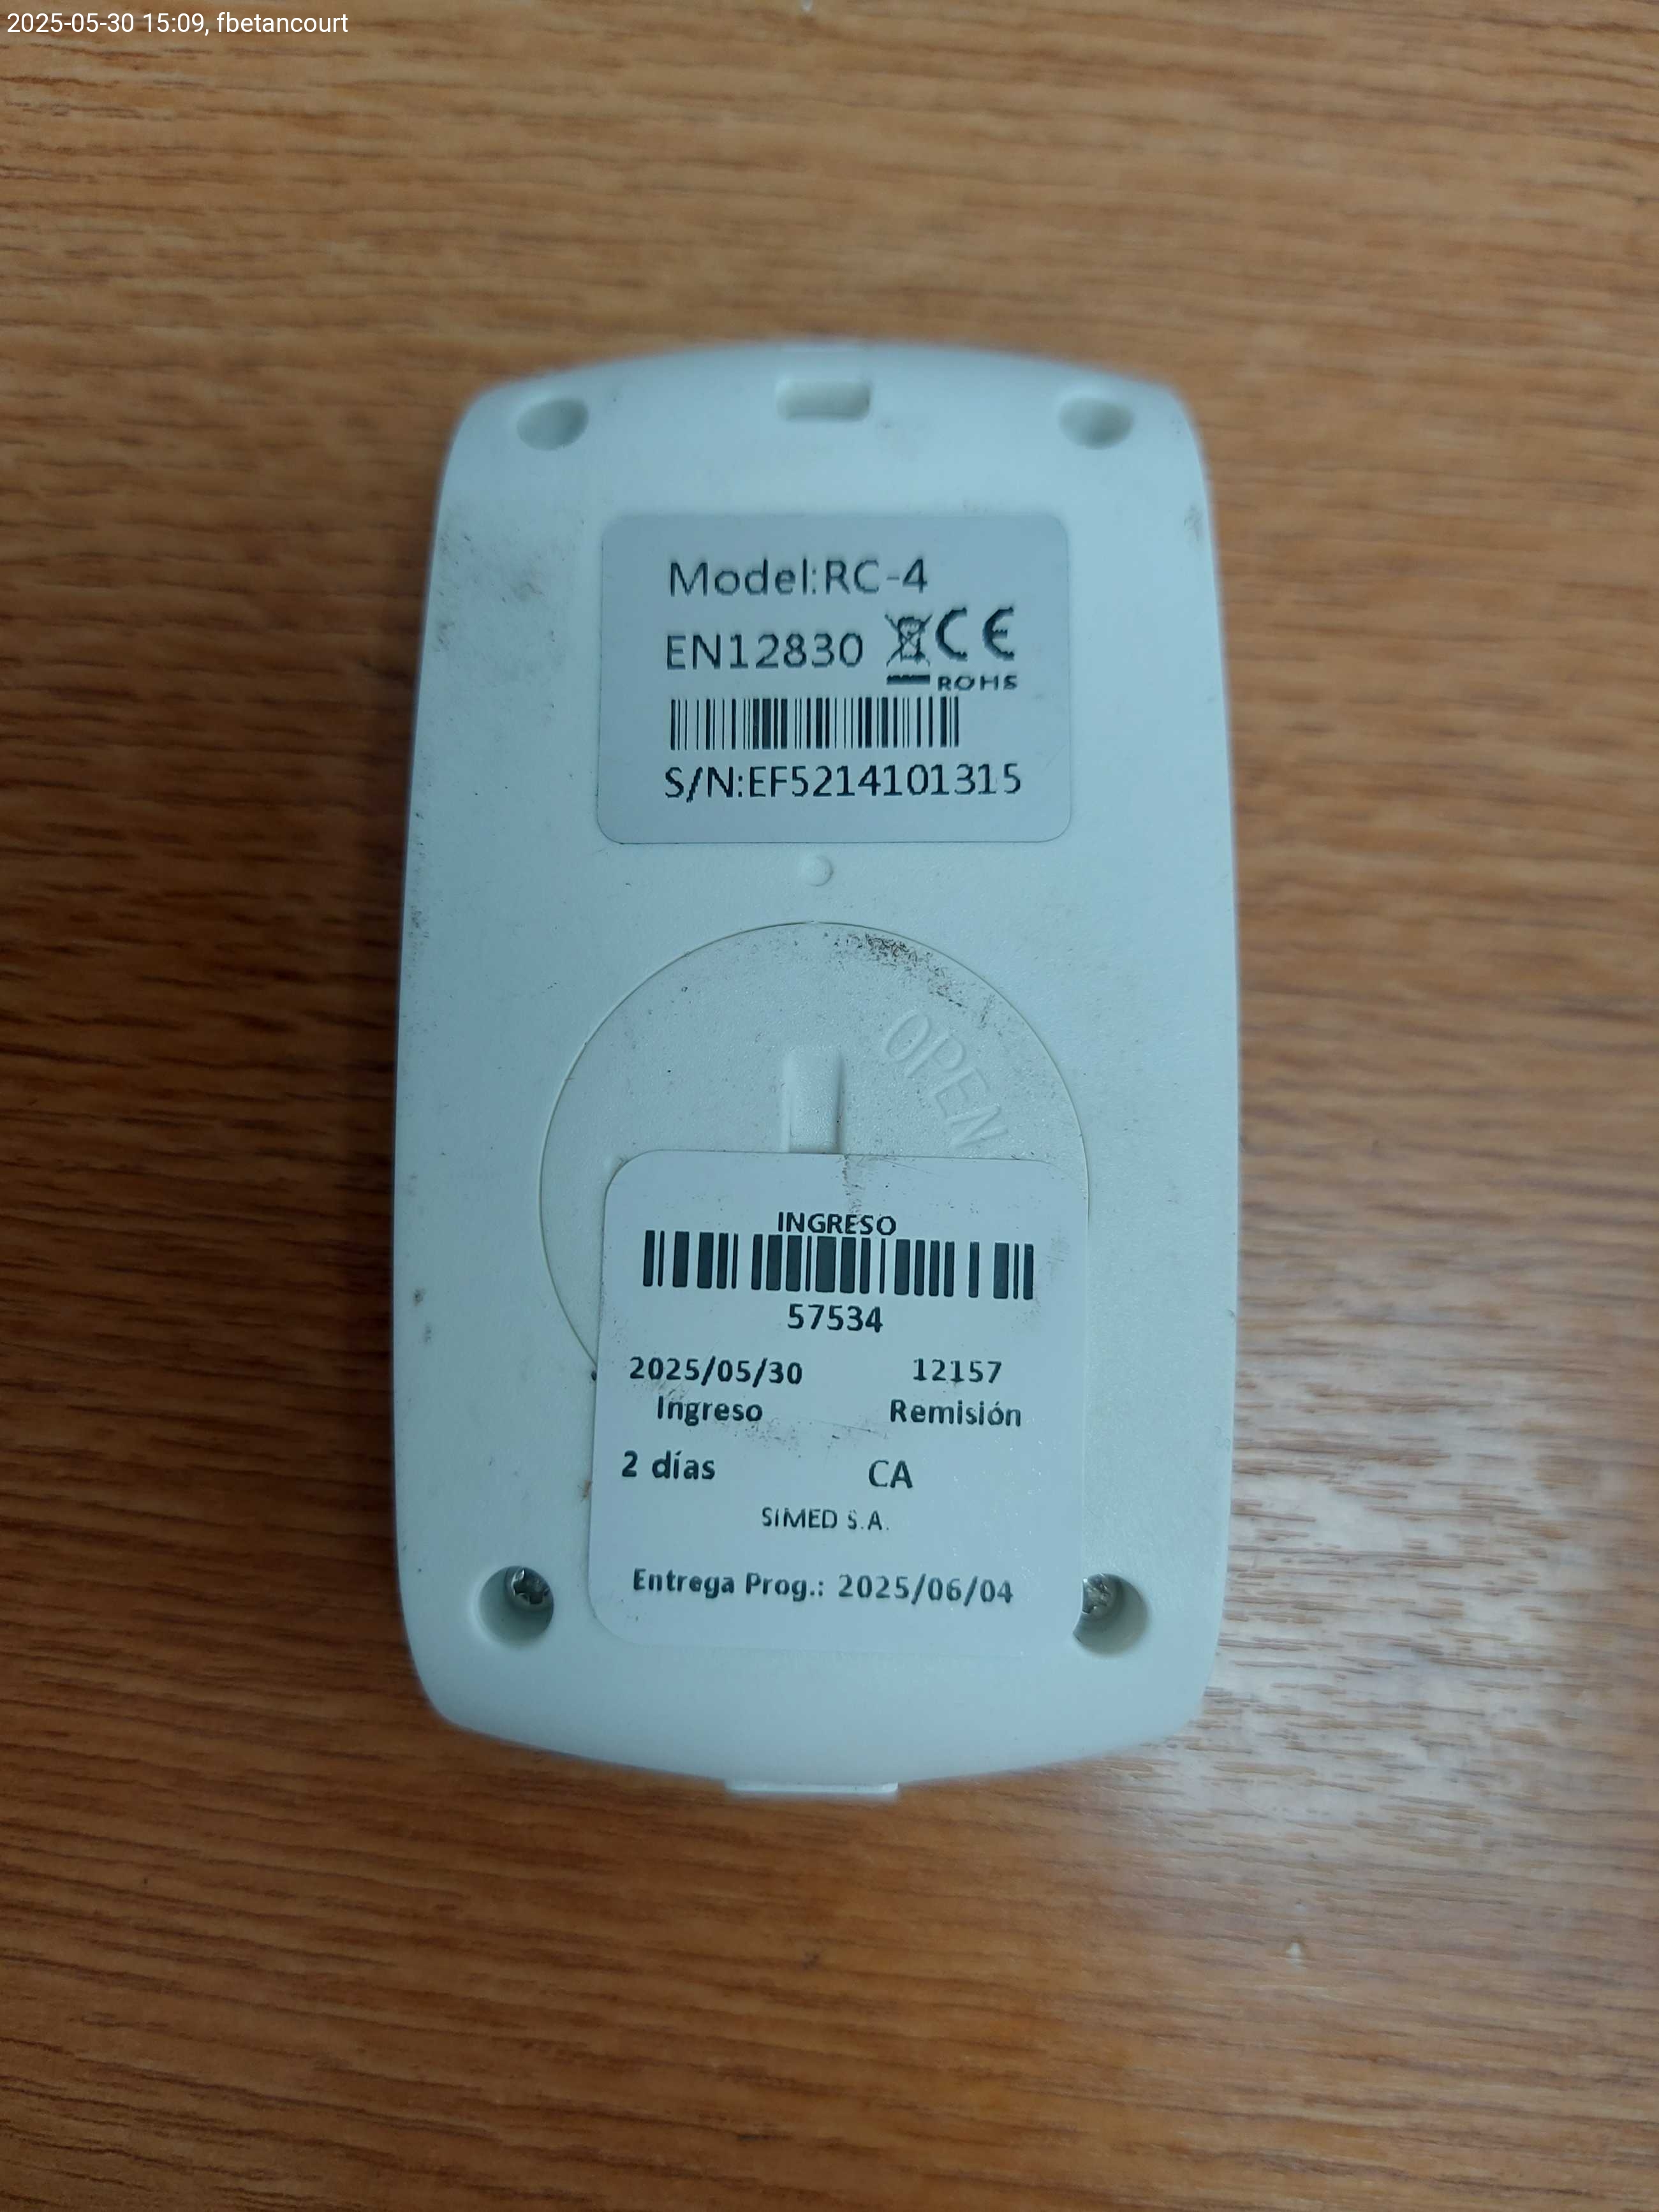 2025-05-30 15:09, fbetancourt
Model:RC-4
EN12830 CE
ROHS
S/N:EF5214101315
OPEN
INGRESO
57534
2025/05/30 12157
Ingreso Remisión
2 días CA
SIMED S.A.
Entrega Prog.: 2025/06/04